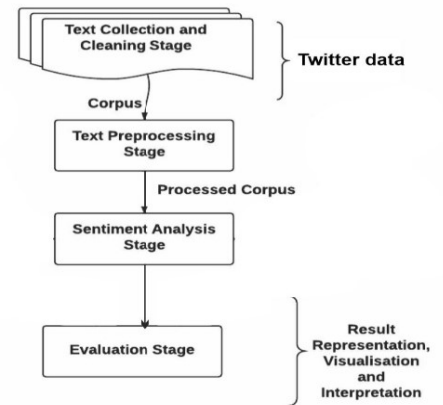 Text Collection and
Cleaning Stage
Twitter data
Corpus
Text Preprocessing
Stage
Processed Corpus
Sentiment Analysis
Stage
Evaluation Stage
Result
Representation,
Visualisation
and
Interpretation